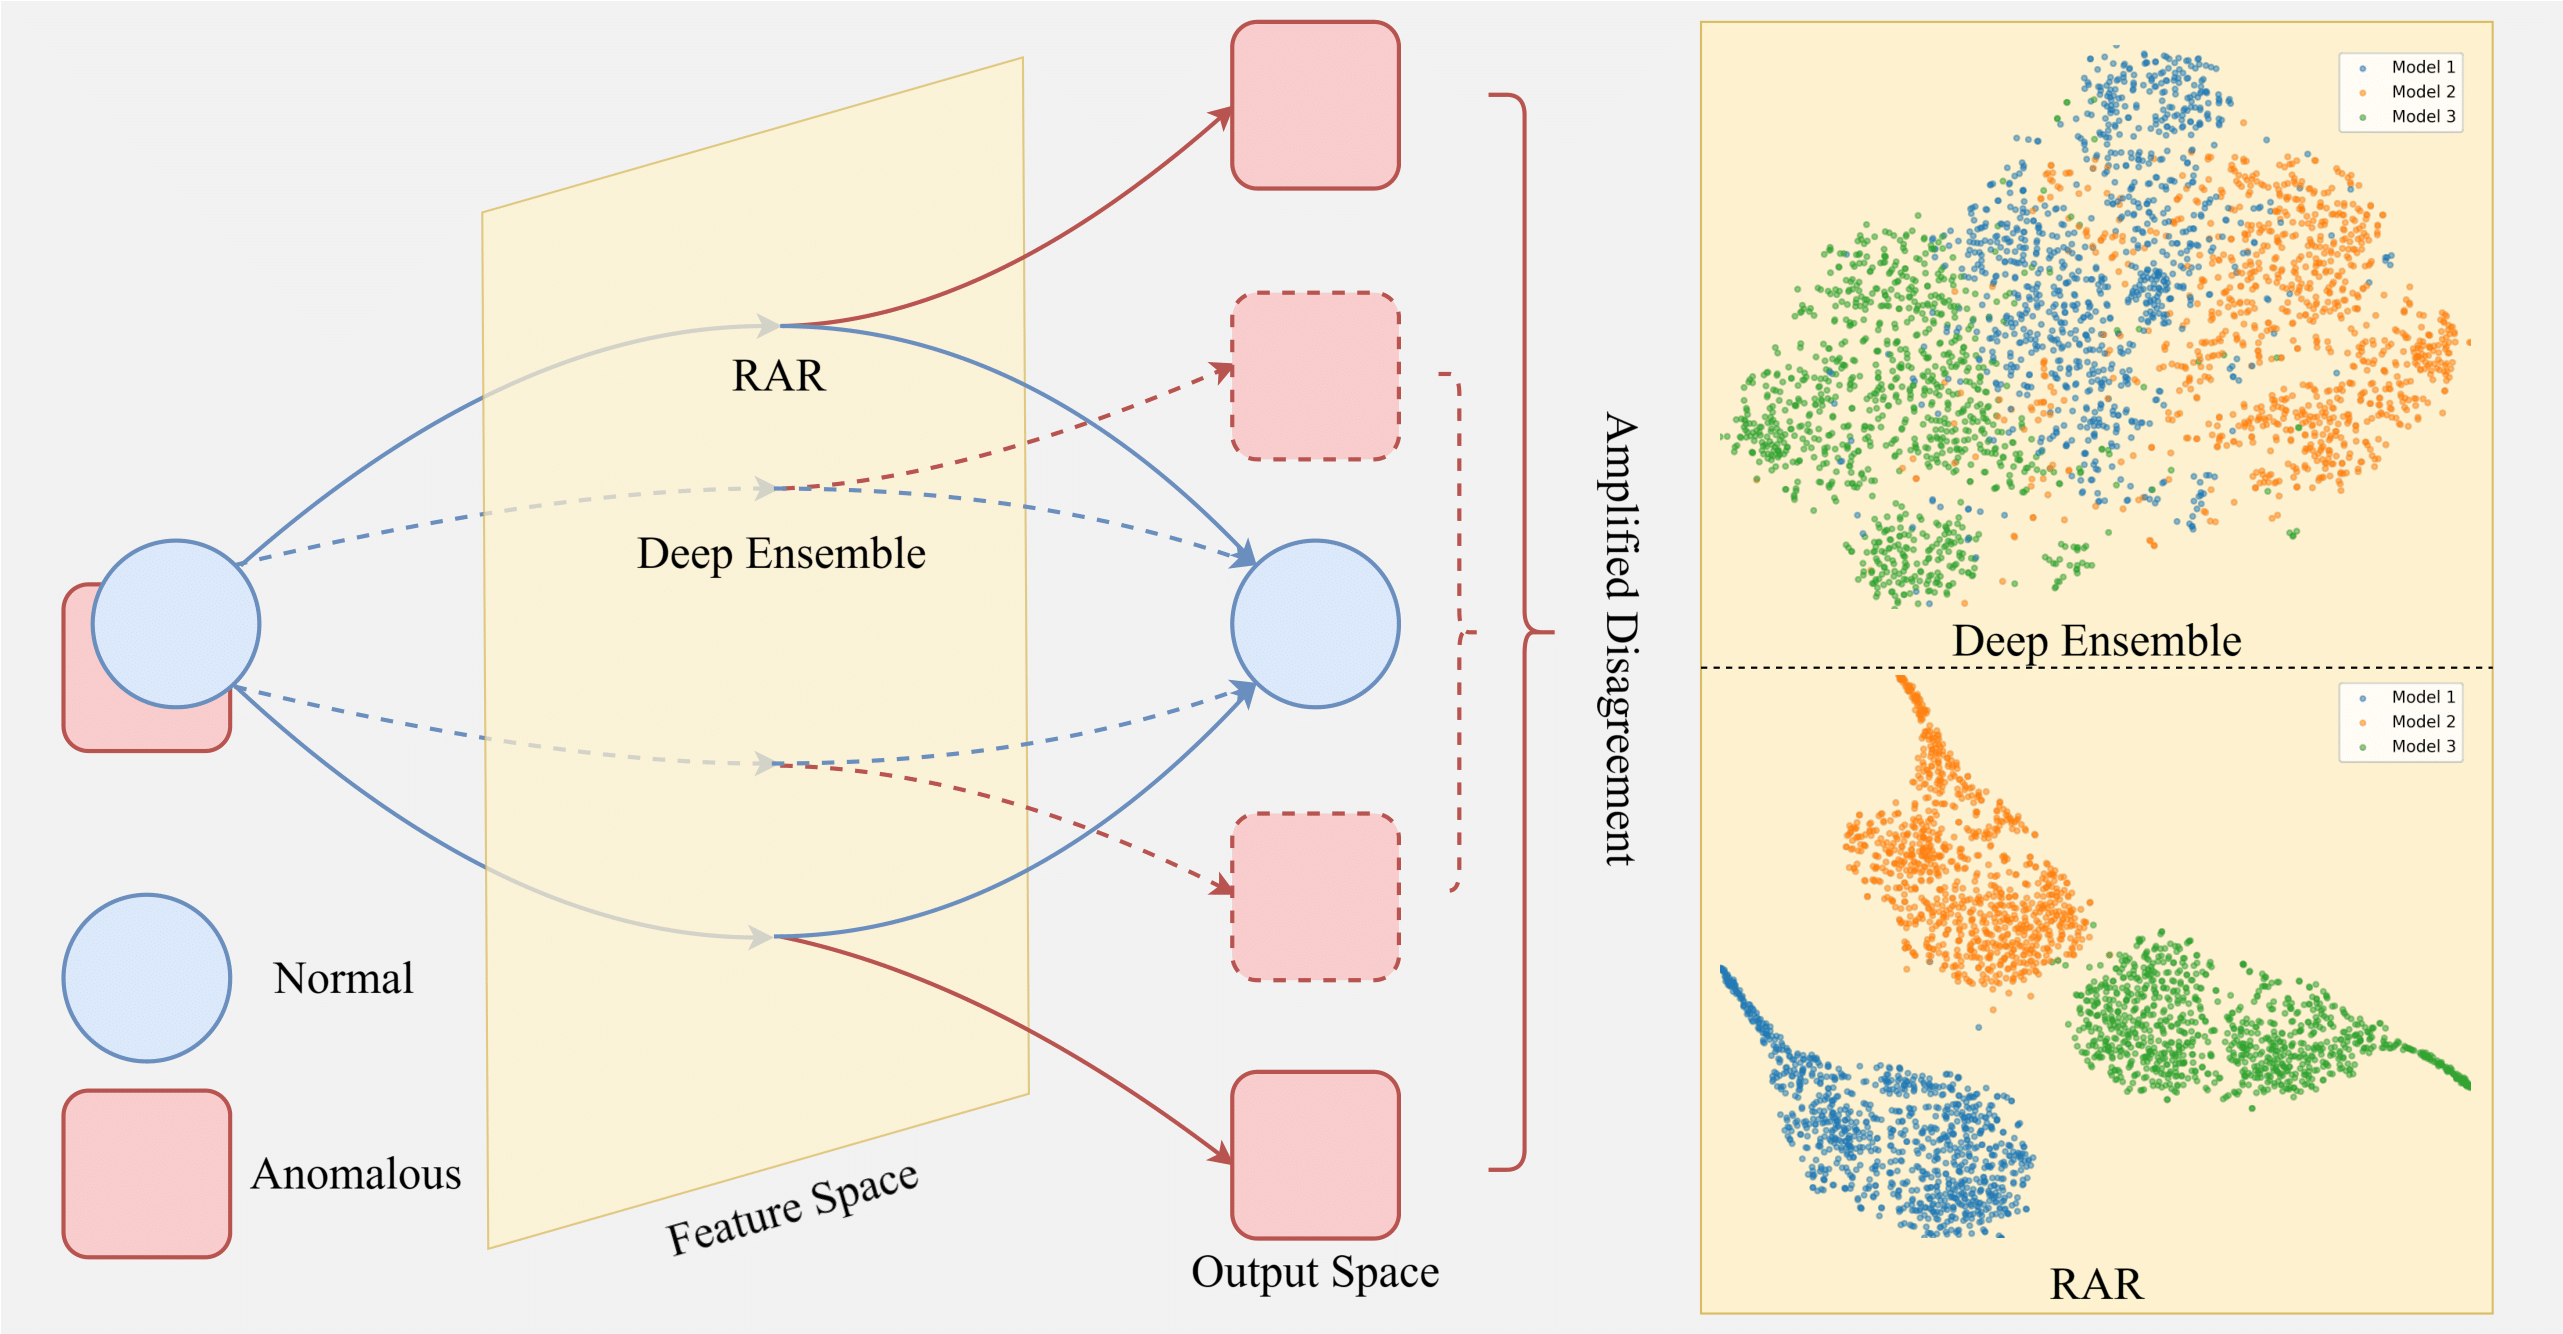 RAR
Deep Ensemble
Normal
Anomalous
Feature Space
Output Space
Amplified Disagreement
Model 1
Model 2
Model 3
Deep Ensemble
Model 1
Model 2
Model 3
RAR